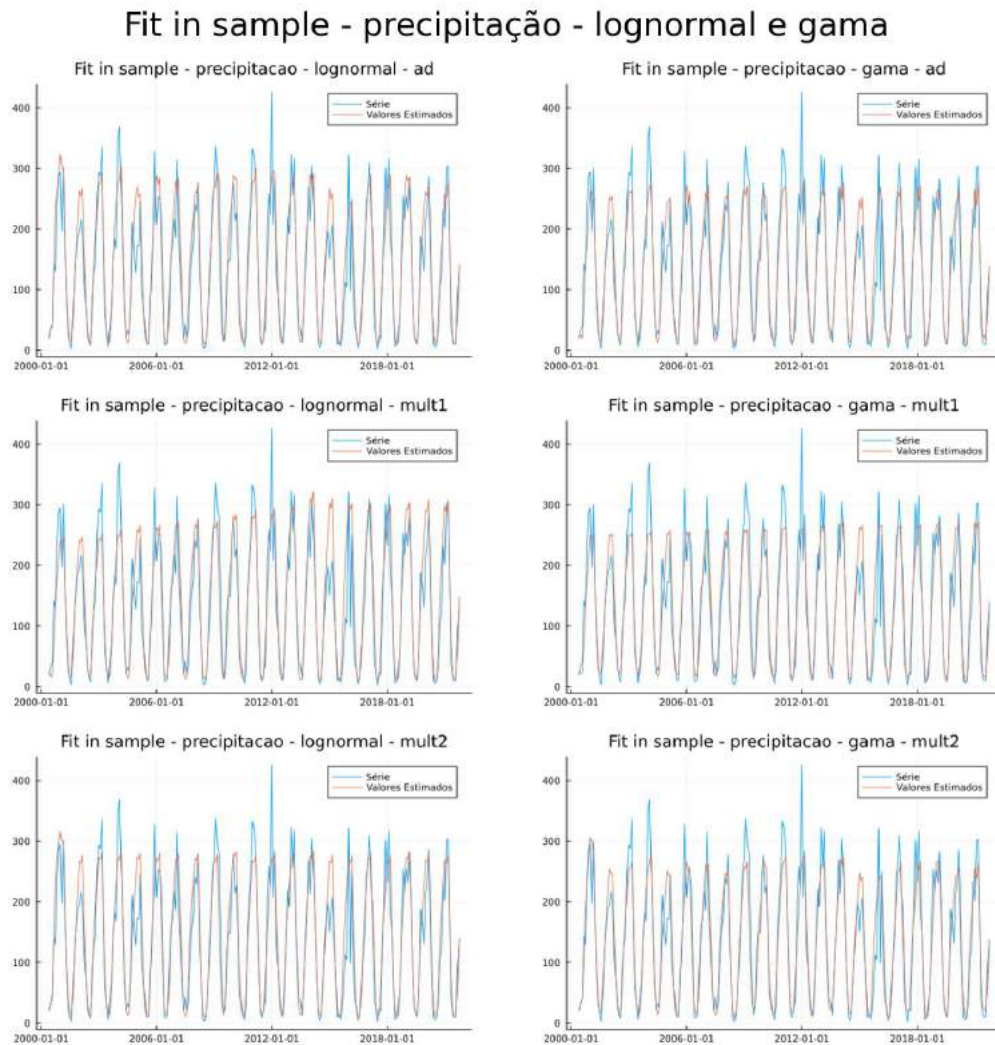 Fit in sample - precipitação - lognormal e gama
Fit in sample - precipitacao - lognormal - ad
400
300
200
100
0
2000-01-01 2006-01-01 2012-01-01 2018-01-01
Série
Valores Estimados
Fit in sample - precipitacao - gama - ad
400
300
200
100
0
2000-01-01 2006-01-01 2012-01-01 2018-01-01
Série
Valores Estimados
Fit in sample - precipitacao - lognormal - mult1
400
300
200
100
0
2000-01-01 2006-01-01 2012-01-01 2018-01-01
Série
Valores Estimados
Fit in sample - precipitacao - gama - mult1
400
300
200
100
0
2000-01-01 2006-01-01 2012-01-01 2018-01-01
Série
Valores Estimados
Fit in sample - precipitacao - lognormal - mult2
400
300
200
100
0
2000-01-01 2006-01-01 2012-01-01 2018-01-01
Série
Valores Estimados
Fit in sample - precipitacao - gama - mult2
400
300
200
100
0
2000-01-01 2006-01-01 2012-01-01 2018-01-01
Série
Valores Estimados